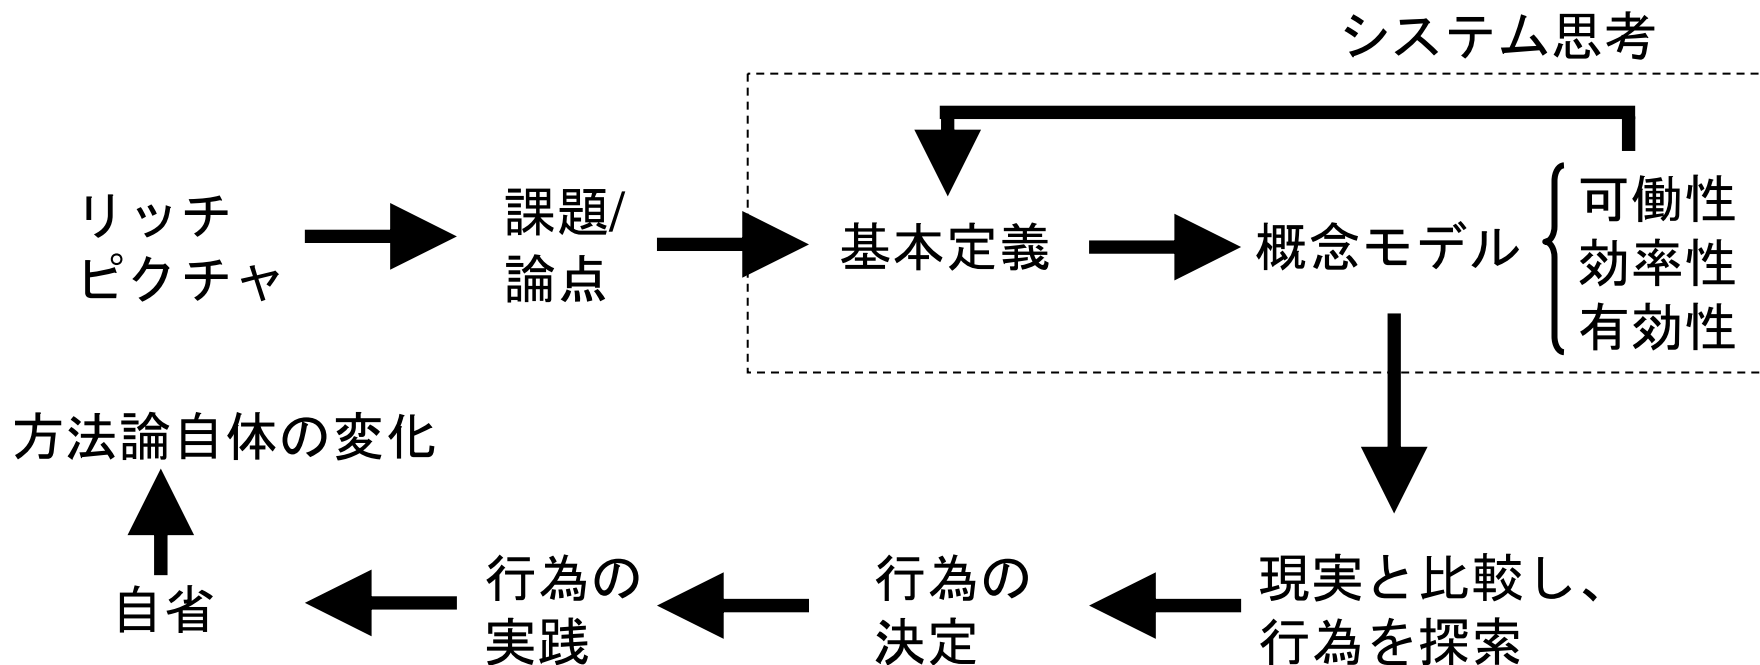 システム思考
リッチ
ピクチャ
課題/
論点
基本定義
概念モデル
可働性
効率性
有効性
現実と比較し、
行為を探索
行為の
決定
行為の
実践
自省
方法論自体の変化